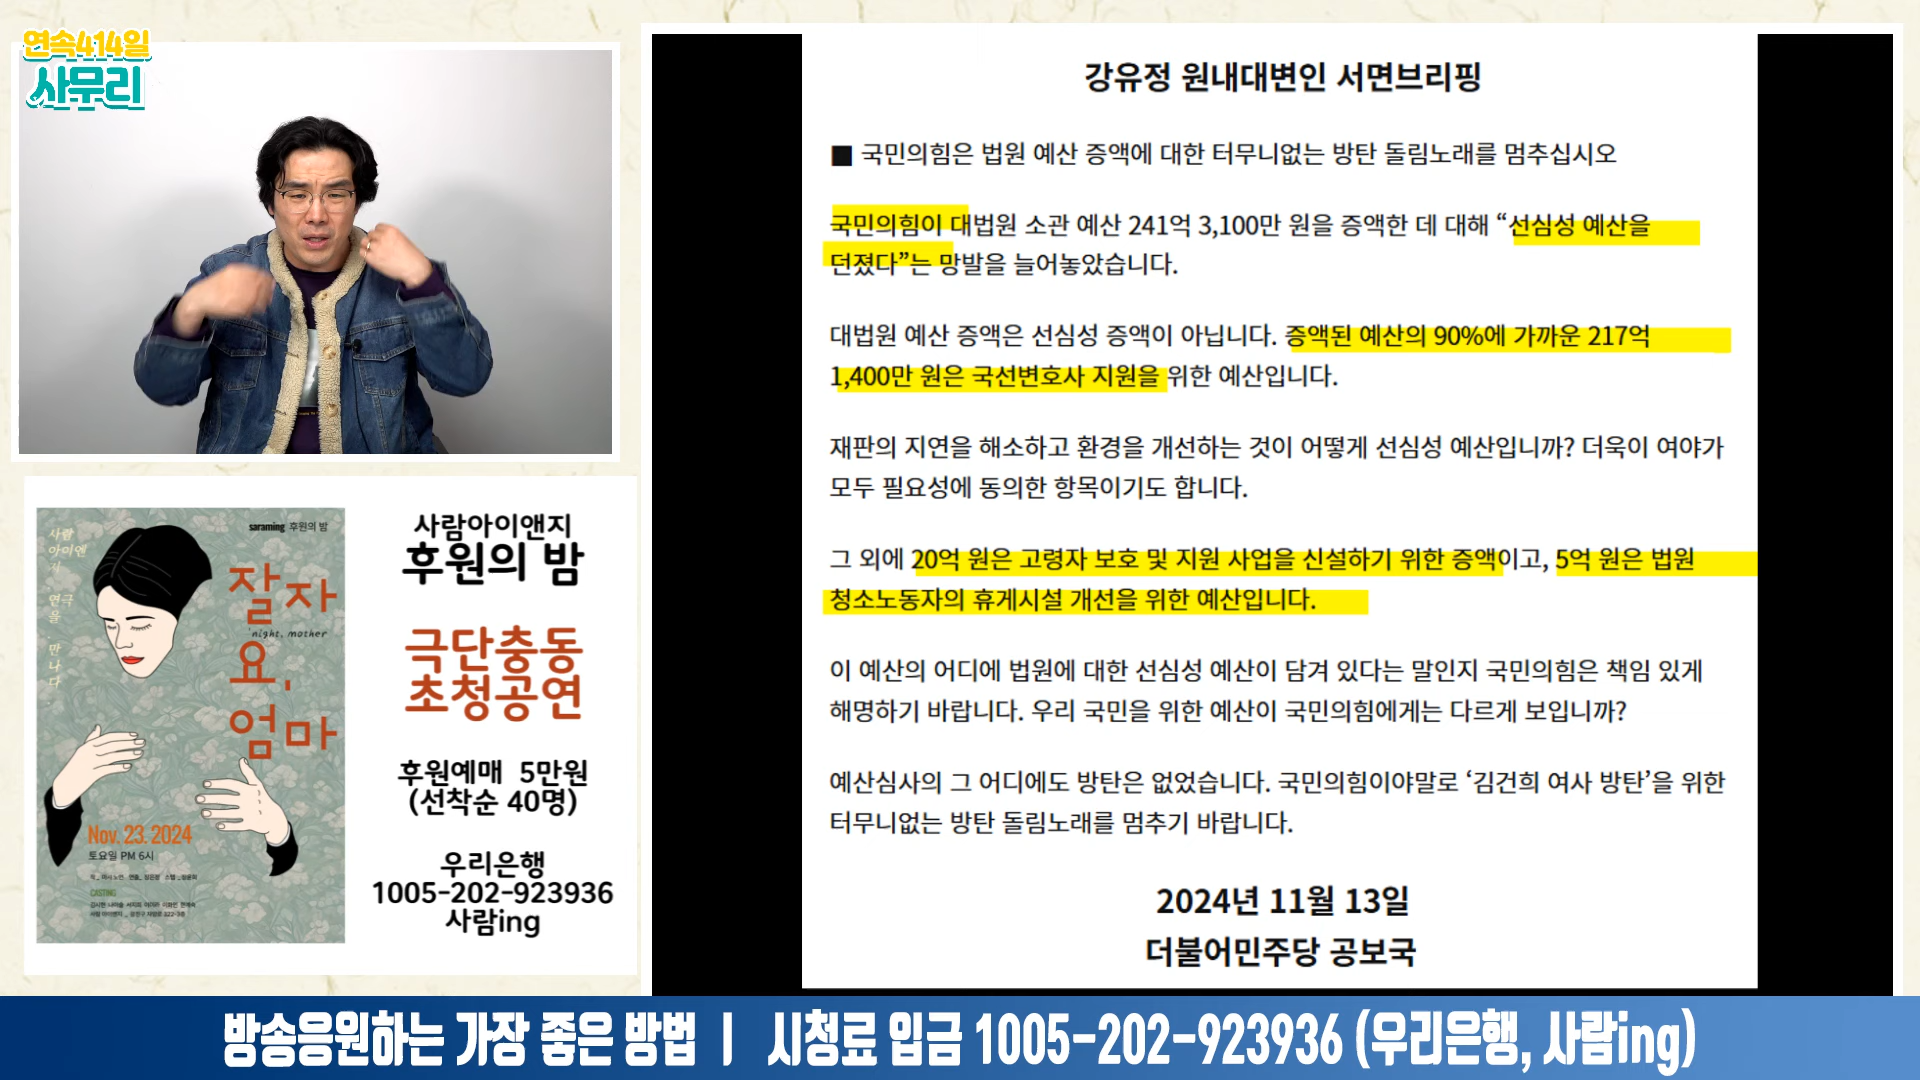 연속414일
사무리
강유정 원내대변인 서면브리핑
■ 국민의힘은 법원 예산 증액에 대한 터무니없는 방탄 돌림노래를 멈추십시오
국민의힘이 대법원 소관 예산 241억 3,100만 원을 증액한 데 대해 “선심성 예산을
던졌다”는 망발을 늘어놓았습니다.
대법원 예산 증액은 선심성 증액이 아닙니다. 증액된 예산의 90%에 가까운 217억
1,400만 원은 국선변호사 지원을 위한 예산입니다.
재판의 지연을 해소하고 환경을 개선하는 것이 어떻게 선심성 예산입니까? 더욱이 여야가
모두 필요성에 동의한 항목이기도 합니다.
그 외에 20억 원은 고령자 보호 및 지원 사업을 신설하기 위한 증액이고, 5억 원은 법원
청소노동자의 휴게시설 개선을 위한 예산입니다.
이 예산의 어디에 법원에 대한 선심성 예산이 담겨 있다는 말인지 국민의힘은 책임 있게
해명하기 바랍니다. 우리 국민을 위한 예산이 국민의힘에게는 다르게 보입니까?
예산심사의 그 어디에도 방탄은 없었습니다. 국민의힘이야말로 ‘김건희 여사 방탄’을 위한
터무니없는 방탄 돌림노래를 멈추기 바랍니다.
2024년 11월 13일
더불어민주당 공보국
saraming 후원의 밤
사람
아이엔
지
연극
을
만
나
다
잘자
'night, mother
요,
엄마
Nov. 23. 2024
토요일 PM 6시
CASTING
사람아이앤지
후원의 밤
극단충동
초청공연
후원예매 5만원
(선착순 40명)
우리은행
1005-202-923936
사람ing
방송응원하는 가장 좋은 방법 | 시청료 입금 1005-202-923936 (우리은행, 사람ing)